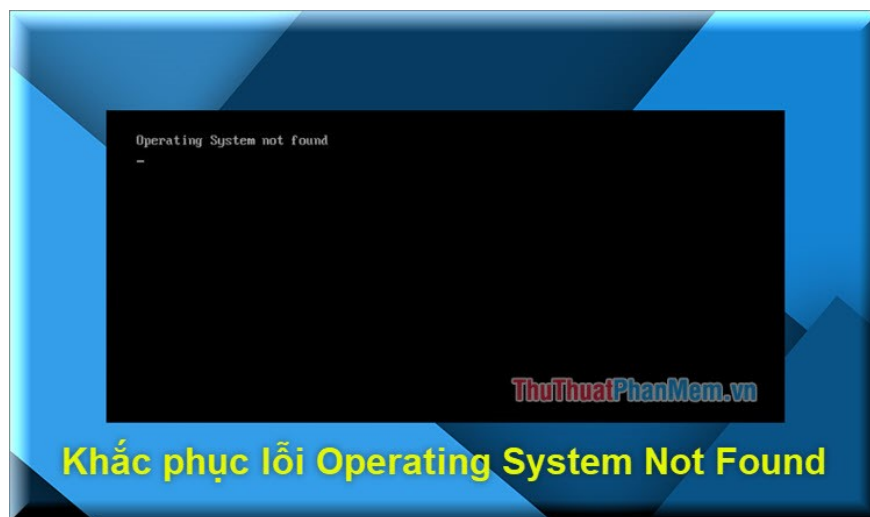 Operating System not found
ThuThuatPhanMem.vn
Khắc phục lỗi Operating System Not Found